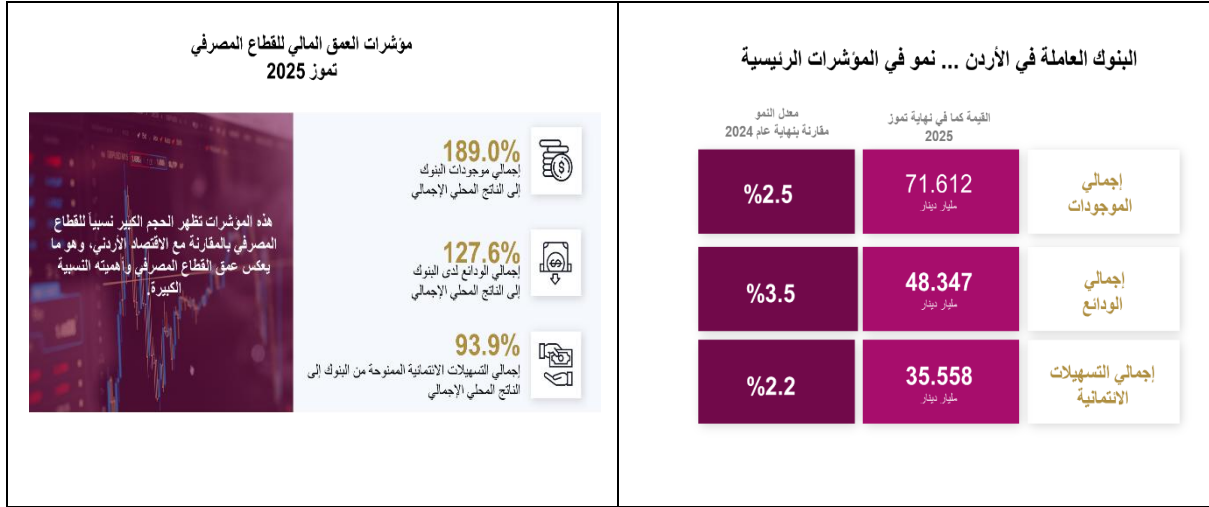 البنوك العاملة في الأردن ... نمو في المؤشرات الرئيسية
القيمة كما في نهاية تموز
2025
معدل النمو
مقارنة بنهاية عام 2024
إجمالي
الموجودات
71.612
مليار دينار
%2.5
إجمالي
الودائع
48.347
مليار دينار
%3.5
إجمالي التسهيلات
الائتمانية
35.558
مليار دينار
%2.2
مؤشرات العمق المالي للقطاع المصرفي
تموز 2025
189.0%
إجمالي موجودات البنوك
إلى الناتج المحلي الإجمالي
127.6%
إجمالي الودائع لدى البنوك
إلى الناتج المحلي الإجمالي
93.9%
إجمالي التسهيلات الائتمانية الممنوحة من البنوك إلى
الناتج المحلي الإجمالي
هذه المؤشرات تظهر الحجم الكبير نسبياً للقطاع
المصرفي بالمقارنة مع الاقتصاد الأردني، وهو ما
يعكس عمق القطاع المصرفي وأهميته النسبية
الكبيرة.